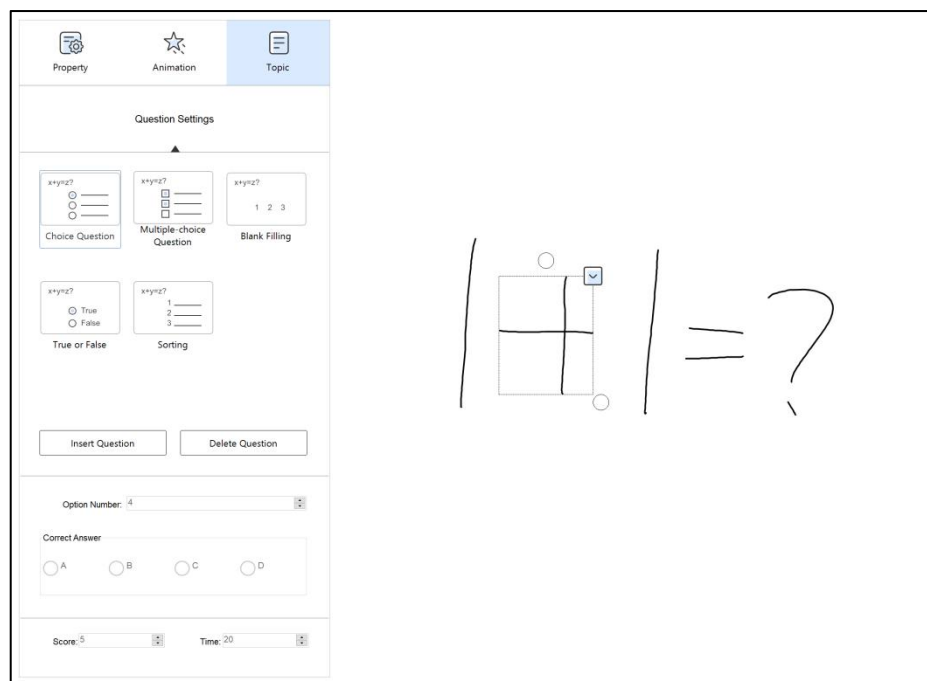 Property Animation Topic
Question Settings
x+y=z? x+y=z? x+y=z?
1 2 3
Choice Question Multiple-choice Question Blank Filling
x+y=z? x+y=z?
True 1
False 2
3
True or False Sorting
Insert Question Delete Question
Option Number: 4
Correct Answer
A B C D
Score: 5 Time: 20
| + | = ?